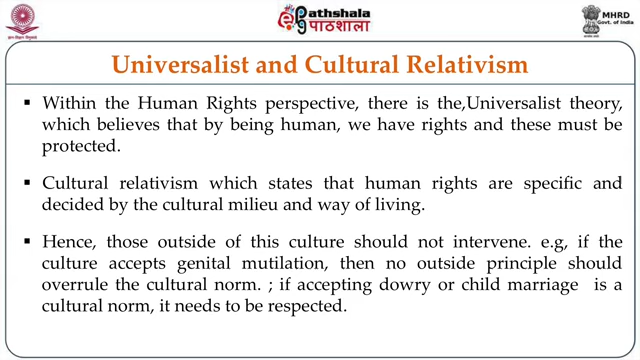 Pathshala
पाठशाला
MHRD
Govt. of India
Universalist and Cultural Relativism
▪ Within the Human Rights perspective, there is the,Universalist theory,
which believes that by being human, we have rights and these must be
protected.
▪ Cultural relativism which states that human rights are specific and
decided by the cultural milieu and way of living.
▪ Hence, those outside of this culture should not intervene. e.g, if the
culture accepts genital mutilation, then no outside principle should
overrule the cultural norm. ; if accepting dowry or child marriage is a
cultural norm, it needs to be respected.